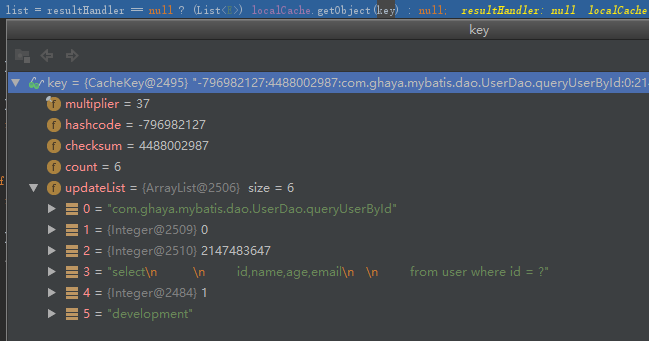 list = resultHandler == null ? (List<E>) localCache.getObject(key) : null; resultHandler: null localCache
key
key = {CacheKey@2495} "-796982127:4488002987:com.ghaya.mybatis.dao.UserDao.queryUserById:0:214
f multiplier = 37
f hashcode = -796982127
f checksum = 4488002987
f count = 6
f updateList = {ArrayList@2506} size = 6
0 = "com.ghaya.mybatis.dao.UserDao.queryUserById"
1 = {Integer@2509} 0
2 = {Integer@2510} 2147483647
3 = "select\n \n id,name,age,email\n \n from user where id = ?"
4 = {Integer@2484} 1
5 = "development"